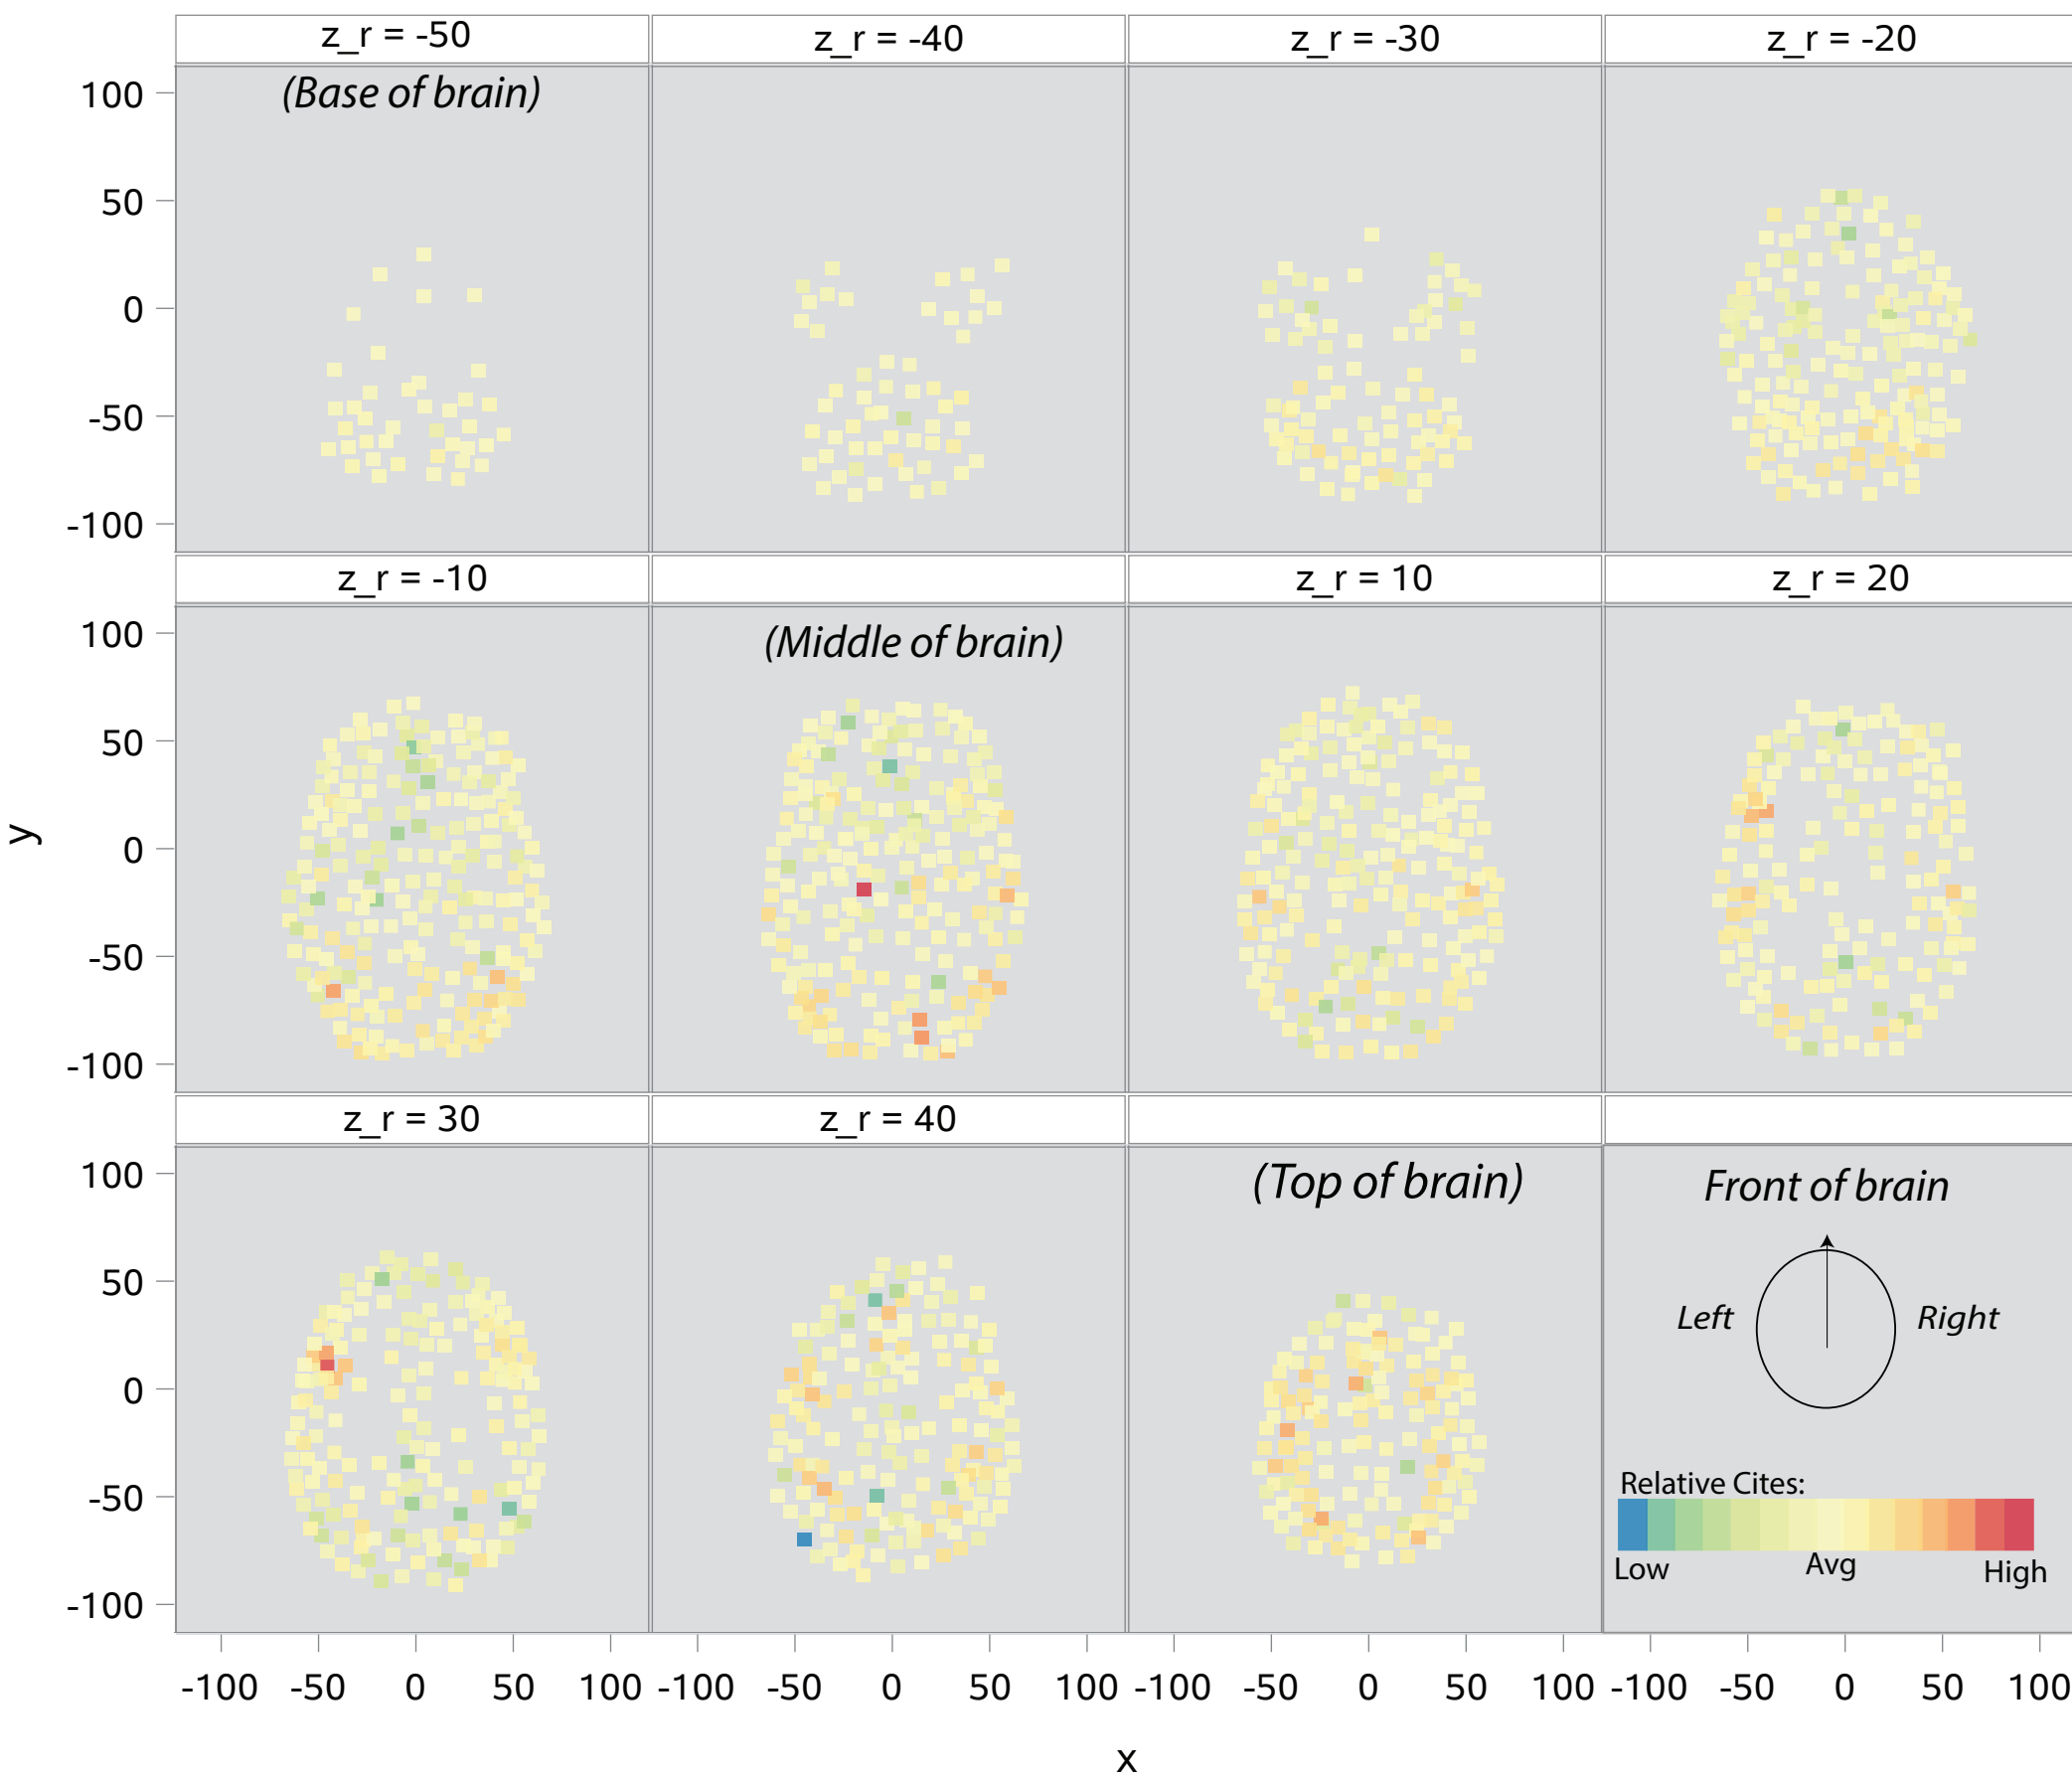 z_r = -50
z_r = -40
z_r = -30
z_r = -20
(Base of brain)
100
50
0
-50
-100
z_r = -10
z_r = 10
z_r = 20
(Middle of brain)
100
50
0
-50
-100
y
z_r = 30
z_r = 40
(Top of brain)
Front of brain
Left
Right
Relative Cites:
Low
Avg
High
100
50
0
-50
-100
-100 -50 0 50 100 -100 -50 0 50 100 -100 -50 0 50 100 -100 -50 0 50 100
x